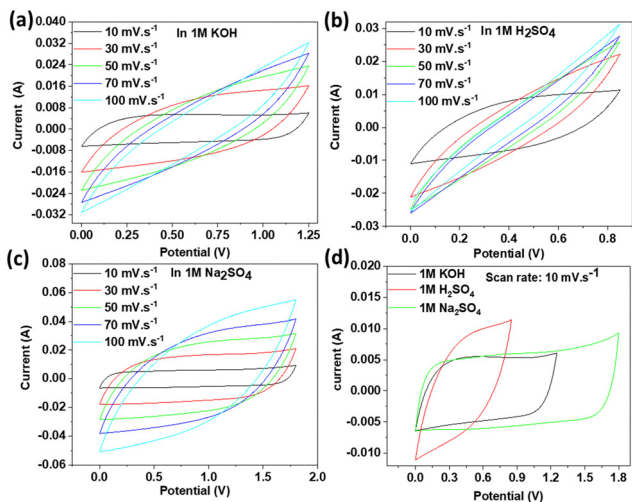 (a)
In 1M KOH
10 mV.s⁻¹
30 mV.s⁻¹
50 mV.s⁻¹
70 mV.s⁻¹
100 mV.s⁻¹
Current (A)
0.040
0.032
0.024
0.016
0.008
0.000
-0.008
-0.016
-0.024
-0.032
0.00 0.25 0.50 0.75 1.00 1.25
Potential (V)
(b)
In 1M H₂SO₄
10 mV.s⁻¹
30 mV.s⁻¹
50 mV.s⁻¹
70 mV.s⁻¹
100 mV.s⁻¹
Current (A)
0.03
0.02
0.01
0.00
-0.01
-0.02
-0.03
0.0 0.2 0.4 0.6 0.8
Potential (V)
(c)
In 1M Na₂SO₄
10 mV.s⁻¹
30 mV.s⁻¹
50 mV.s⁻¹
70 mV.s⁻¹
100 mV.s⁻¹
Current (A)
0.08
0.06
0.04
0.02
0.00
-0.02
-0.04
-0.06
0.0 0.5 1.0 1.5 2.0
Potential (V)
(d)
1M KOH
1M H₂SO₄
1M Na₂SO₄
Scan rate: 10 mV.s⁻¹
current (A)
0.020
0.015
0.010
0.005
0.000
-0.005
-0.010
0.0 0.3 0.6 0.9 1.2 1.5 1.8
Potential (V)